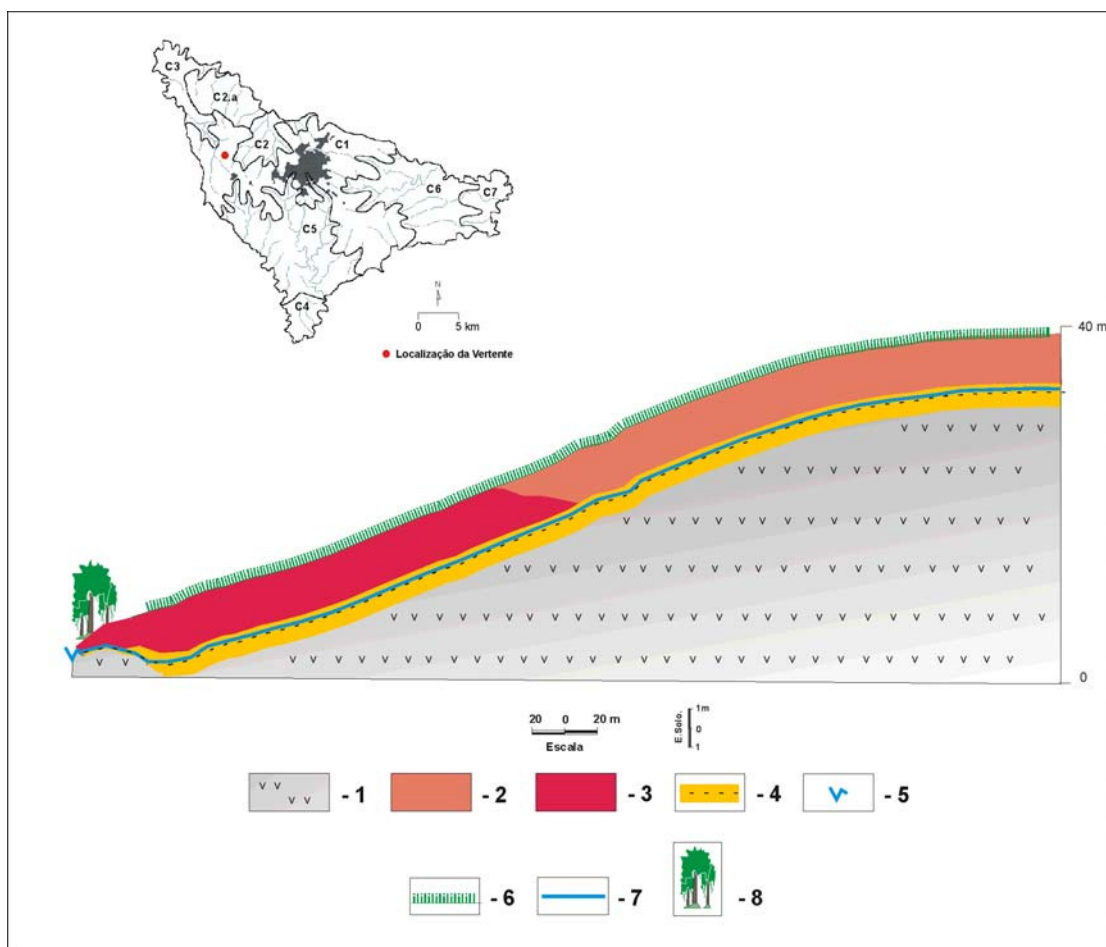 C3
C2.a
C2
C1
C6
C7
C5
C4
N
0 5 km
Localização da Vertente
40 m
0
20 0 20 m
Escala
E.Solo.
1m
0
1
- 1
- 2
- 3
- 4
- 5
- 6
- 7
- 8